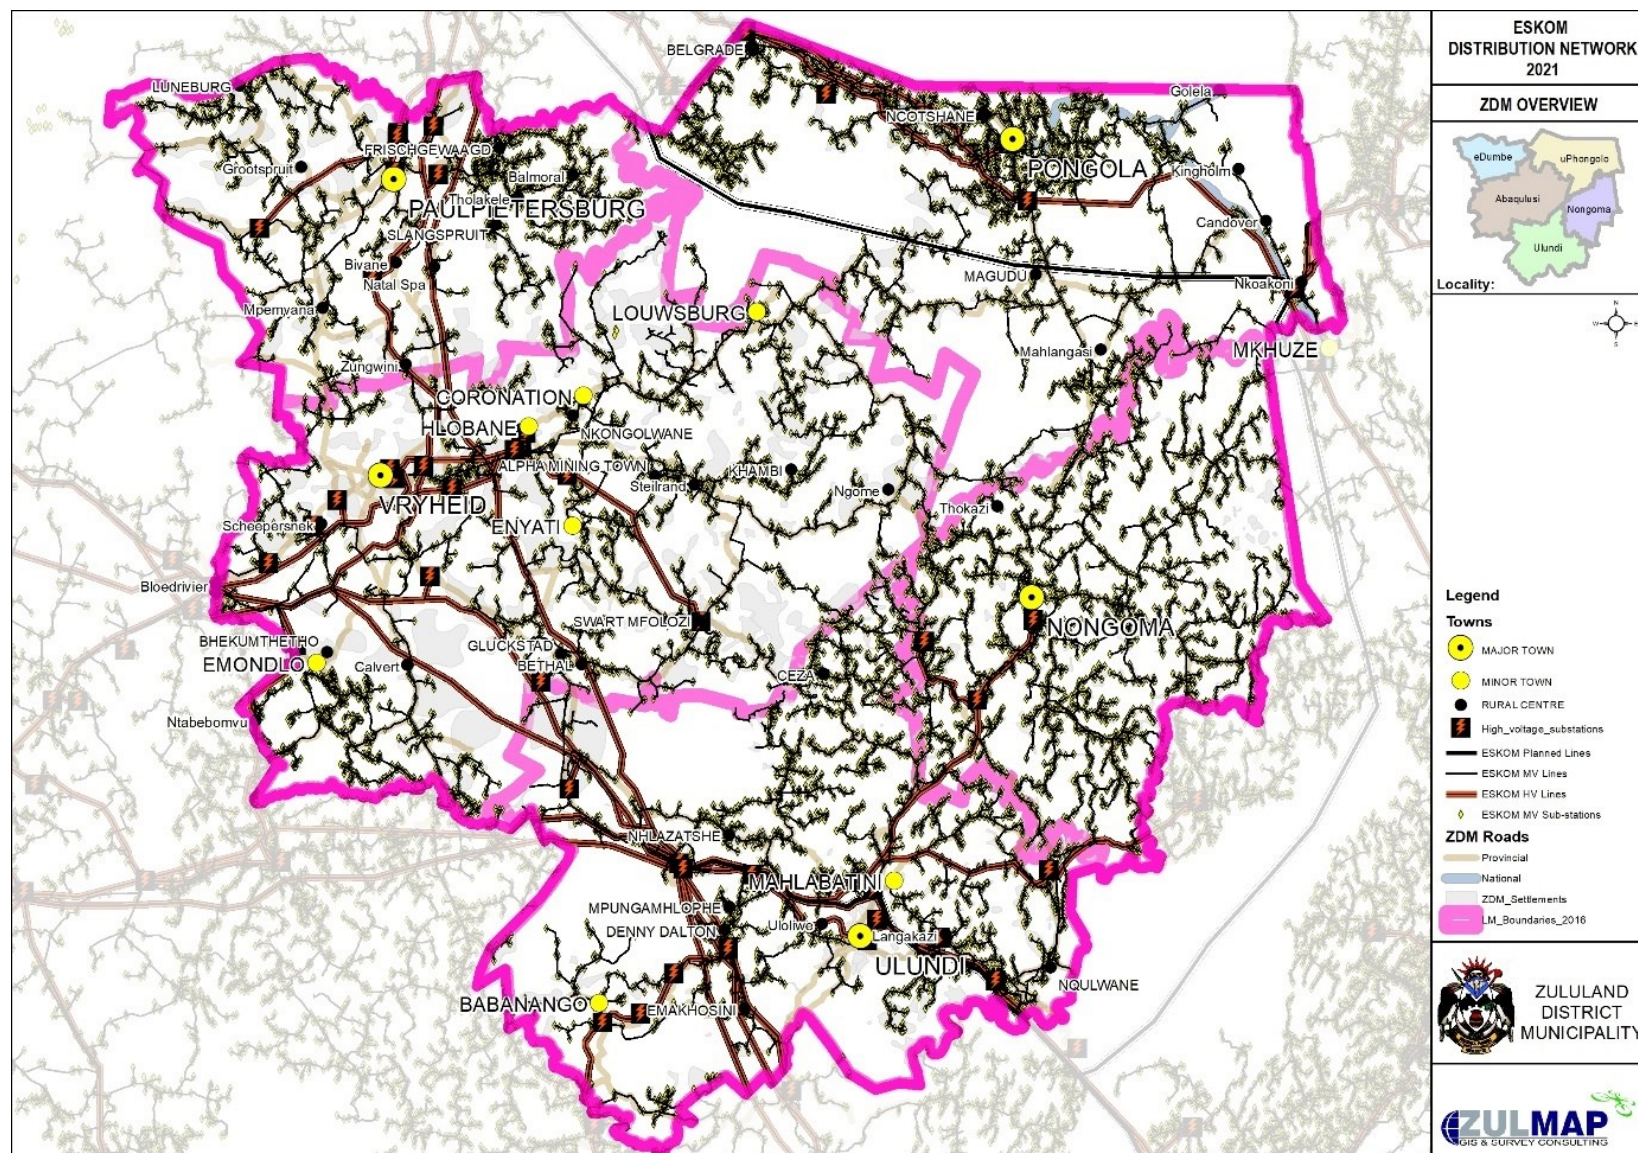 ESKOM
DISTRIBUTION NETWORK
2021
ZDM OVERVIEW
eDumbe
uPhongolo
Abaqulusi
Nongoma
Ulundi
Locality:
N
W
E
S
BELGRADE
LUNEBURG
Golela
NCOTSHANE
FRISCHGEWAAGD
PONGOLA
Grootspruit
Balmoral
Kingholm
Tholakele
PAULPIETERSBURG
SLANGSPRUIT
Candover
Bivane
Natal Spa
MAGUDU
Nkoakoni
Mpemvana
LOUWSBURG
MKHUZE
Mahlangasi
Zungwini
CORONATION
HLOBANE
NKONGOLWANE
ALPHA MINING TOWN
KHAMBI
Steilrand
Ngome
VRYHEID
Thokazi
Scheepersnek
ENYATI
Bloedrivier
SWART MFOLOZI
NONGOMA
BHEKUMTHETHO
GLUCKSTAD
EMONDLO
Calvert
BETHAL
CEZA
Ntabebomvu
NHLAZATSHE
MAHLABATINI
MPUNGAMHLOPHE
Uloliwe
DENNY DALTON
Langakazi
ULUNDI
NQULWANE
BABANANGO
EMAKHOSINI
Legend
Towns
MAJOR TOWN
MINOR TOWN
RURAL CENTRE
High_voltage_substations
ESKOM Planned Lines
ESKOM MV Lines
ESKOM HV Lines
ESKOM MV Sub-stations
ZDM Roads
Provincial
National
ZDM_Settlements
LM_Boundaries_2016
ZULULAND
DISTRICT
MUNICIPALITY
ZULMAP
GIS & SURVEY CONSULTING